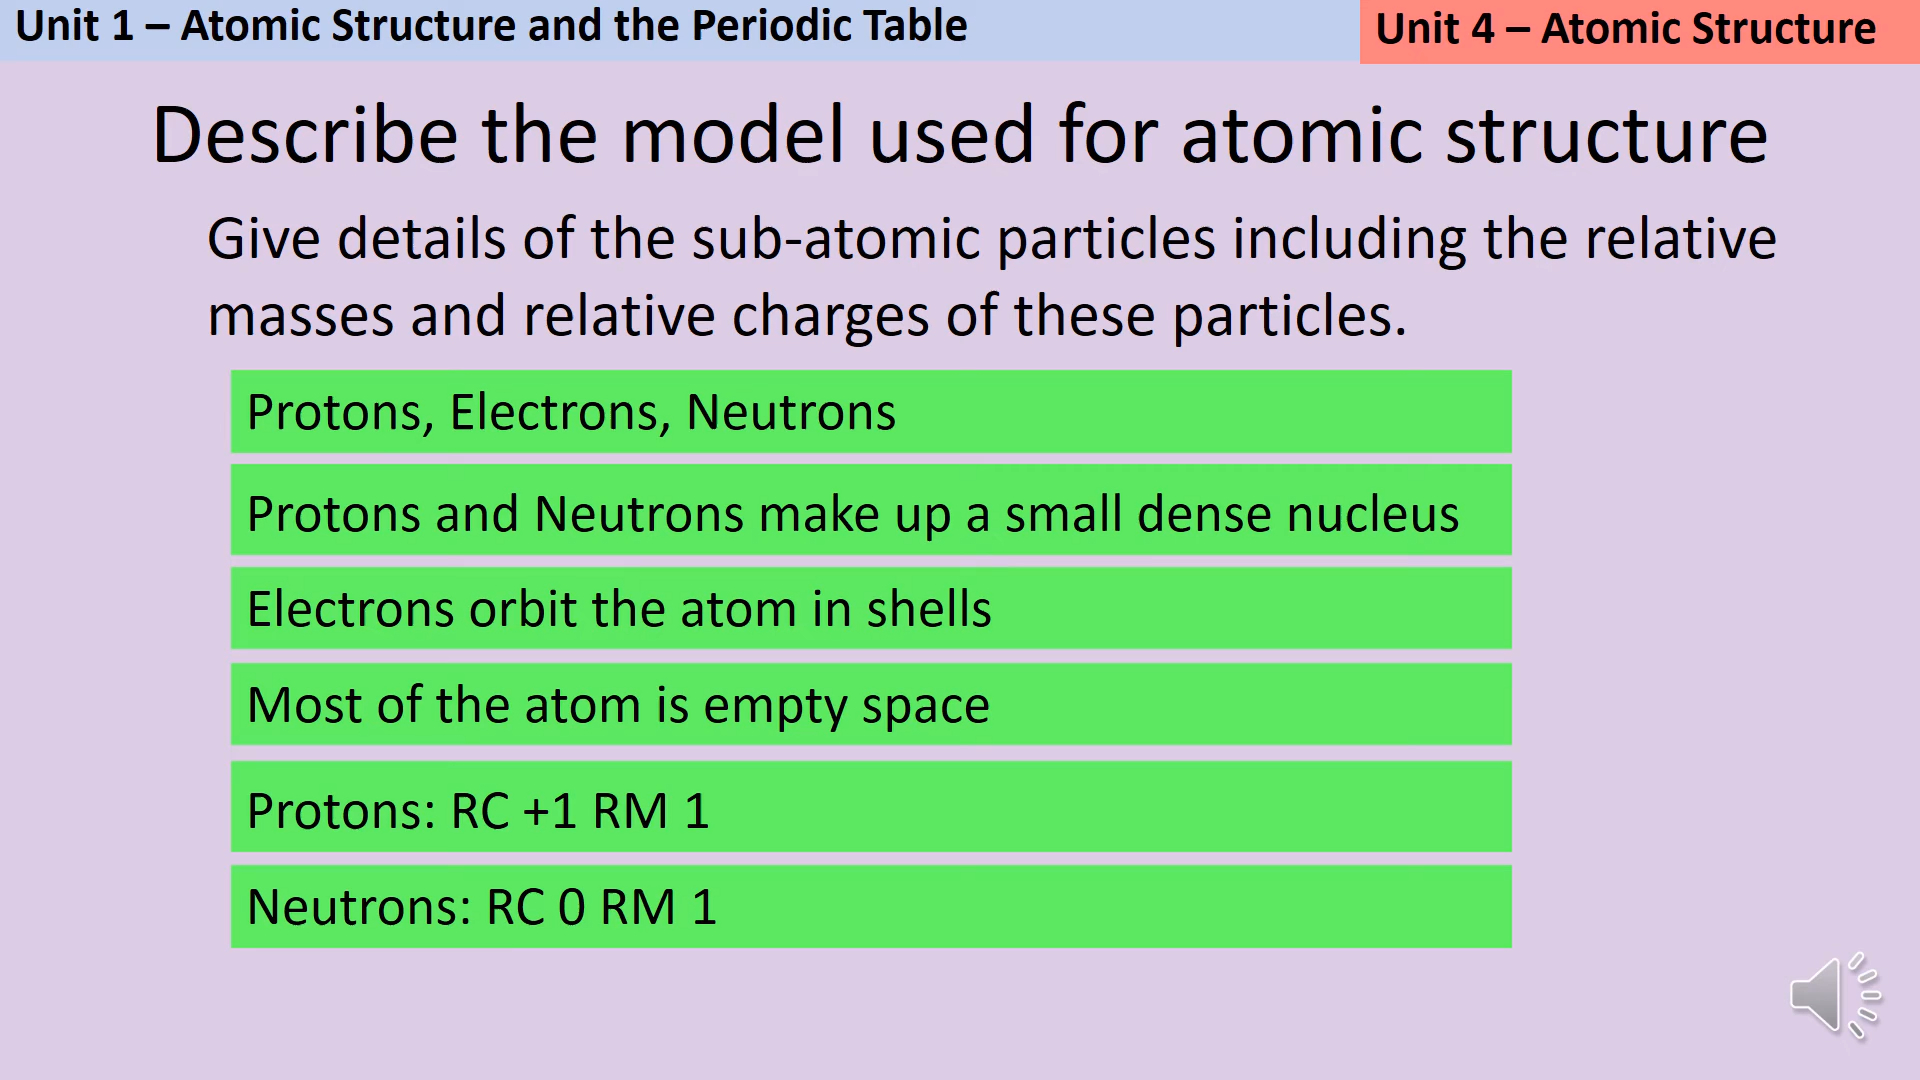 Unit 1 – Atomic Structure and the Periodic Table
Unit 4 – Atomic Structure
Describe the model used for atomic structure
Give details of the sub-atomic particles including the relative
masses and relative charges of these particles.
Protons, Electrons, Neutrons
Protons and Neutrons make up a small dense nucleus
Electrons orbit the atom in shells
Most of the atom is empty space
Protons: RC +1 RM 1
Neutrons: RC 0 RM 1